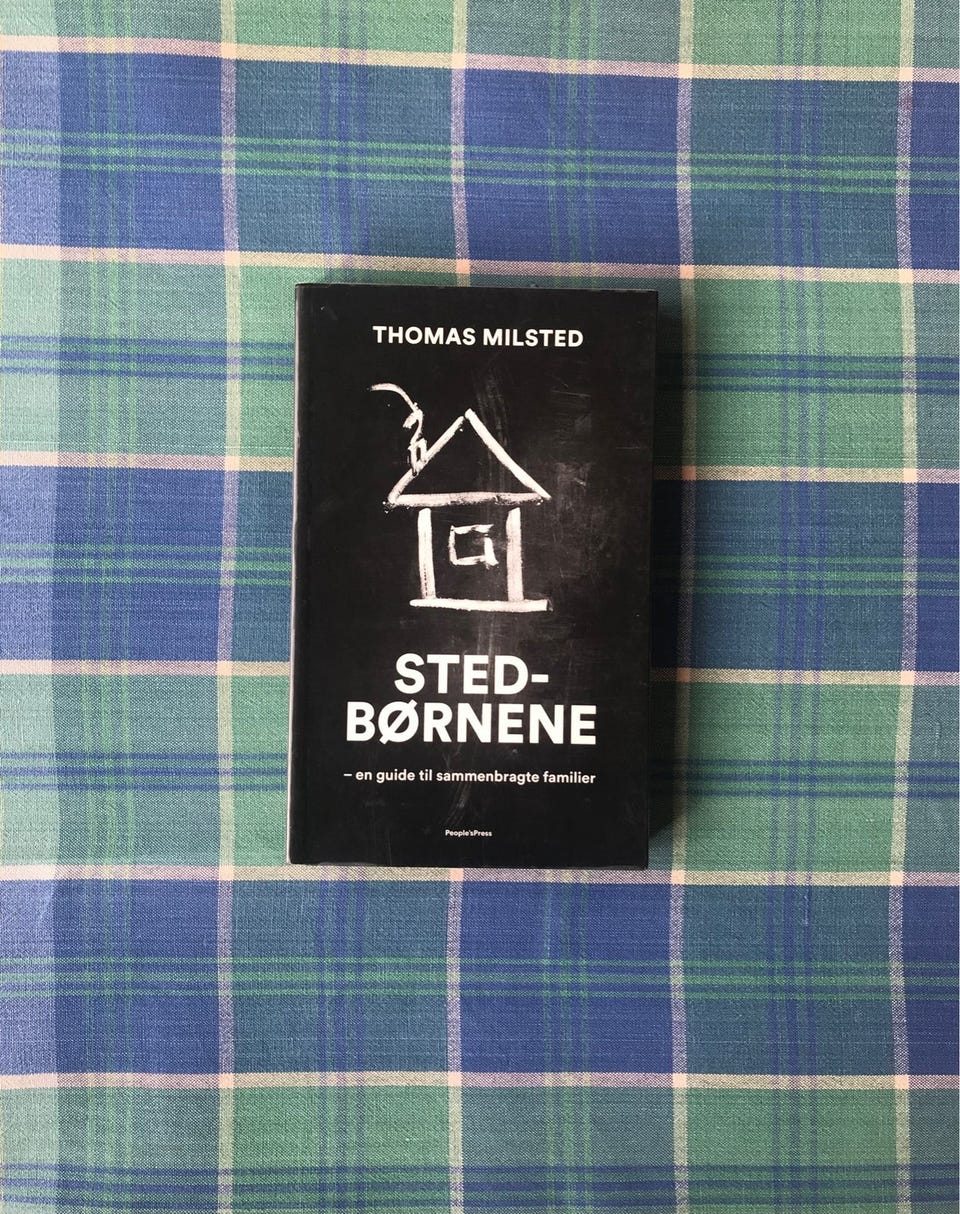 THOMAS MILSTED
STED-
BØRNENE
– en guide til sammenbragte familier
People'sPress